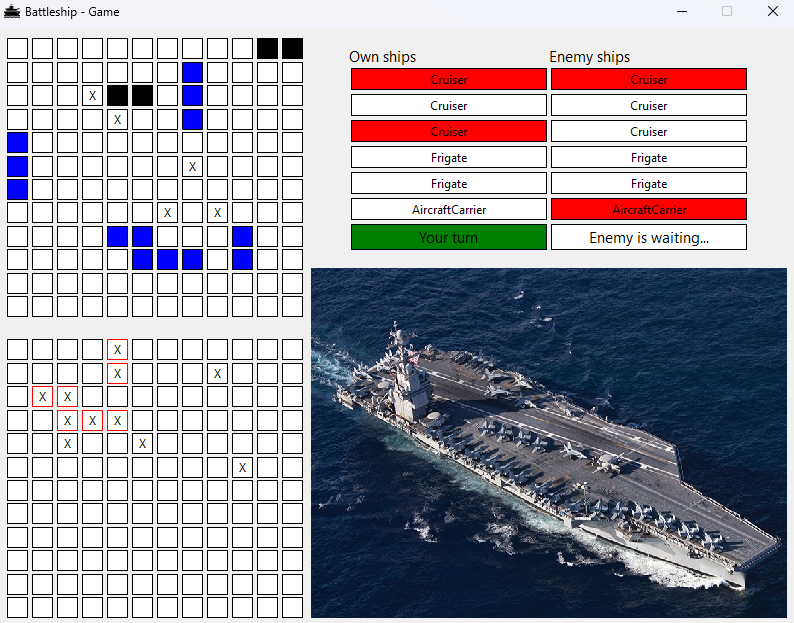 Battleship - Game
Own ships Enemy ships
Cruiser Cruiser
Cruiser Cruiser
Cruiser Cruiser
Frigate Frigate
Frigate Frigate
AircraftCarrier AircraftCarrier
Your turn Enemy is waiting...
X
X
X
X X
X
X X
X X
X X X
X X
X